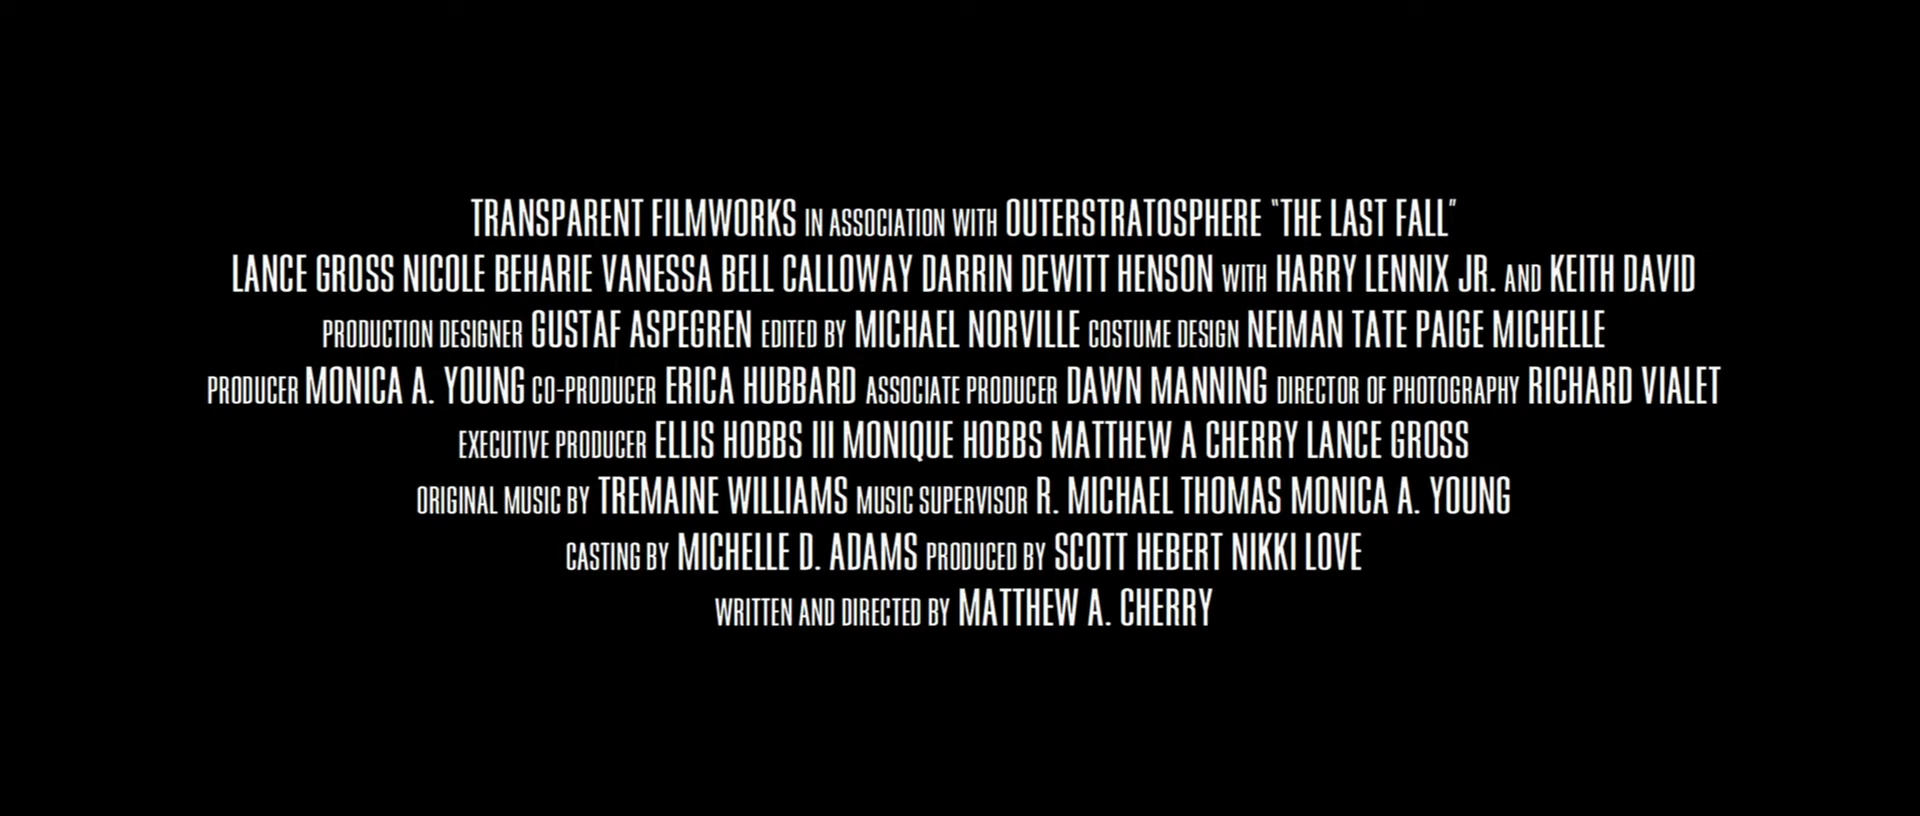 TRANSPARENT FILMWORKS IN ASSOCIATION WITH OUTERSTRATOSPHERE "THE LAST FALL"
LANCE GROSS NICOLE BEHARIE VANESSA BELL CALLOWAY DARRIN DEWITT HENSON WITH HARRY LENNIX JR. AND KEITH DAVID
PRODUCTION DESIGNER GUSTAF ASPEGREN EDITED BY MICHAEL NORVILLE COSTUME DESIGN NEIMAN TATE PAIGE MICHELLE
PRODUCER MONICA A. YOUNG CO-PRODUCER ERICA HUBBARD ASSOCIATE PRODUCER DAWN MANNING DIRECTOR OF PHOTOGRAPHY RICHARD VIALET
EXECUTIVE PRODUCER ELLIS HOBBS III MONIQUE HOBBS MATTHEW A CHERRY LANCE GROSS
ORIGINAL MUSIC BY TREMAINE WILLIAMS MUSIC SUPERVISOR R. MICHAEL THOMAS MONICA A. YOUNG
CASTING BY MICHELLE D. ADAMS PRODUCED BY SCOTT HEBERT NIKKI LOVE
WRITTEN AND DIRECTED BY MATTHEW A. CHERRY